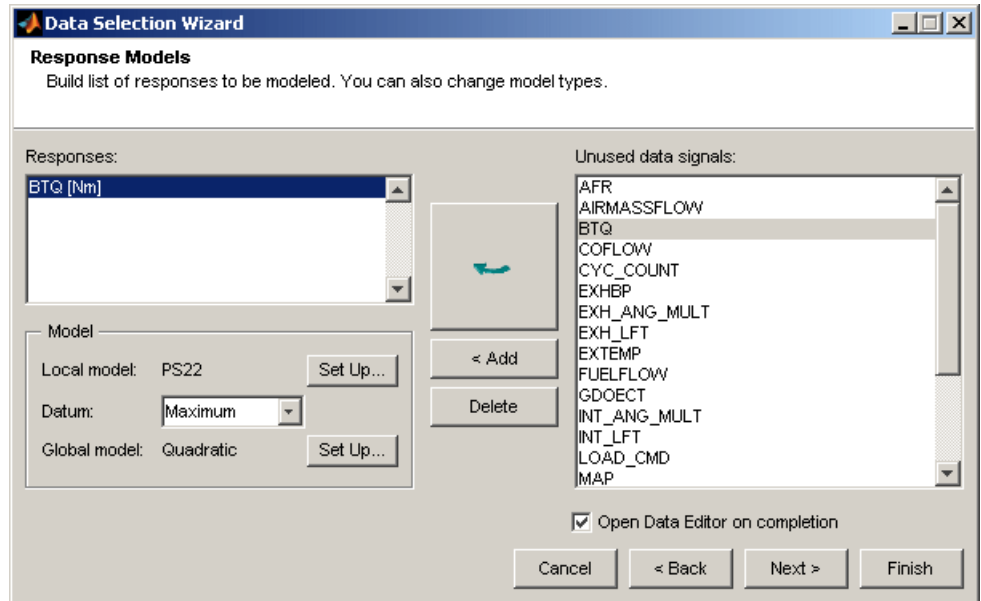 Data Selection Wizard
Response Models
Build list of responses to be modeled. You can also change model types.
Responses:
BTQ [Nm]
Model
Local model: PS22 Set Up...
Datum: Maximum
Global model: Quadratic Set Up...
< Add
Delete
Unused data signals:
AFR
AIRMASSFLOW
BTQ
COFLOW
CYC_COUNT
EXHBP
EXH_ANG_MULT
EXH_LFT
EXTEMP
FUELFLOW
GDOECT
INT_ANG_MULT
INT_LFT
LOAD_CMD
MAP
Open Data Editor on completion
Cancel < Back Next > Finish